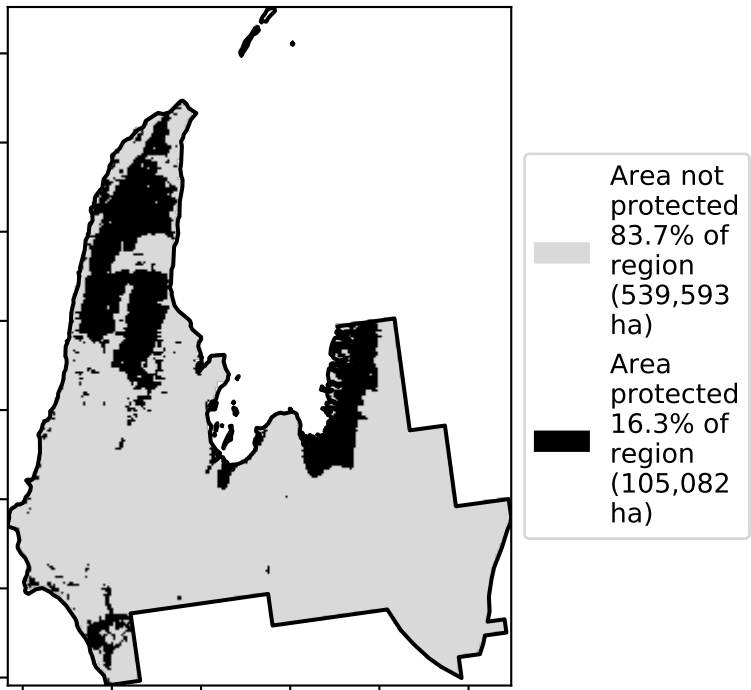 Area not
protected
83.7% of
region
(539,593
ha)
Area
protected
16.3% of
region
(105,082
ha)